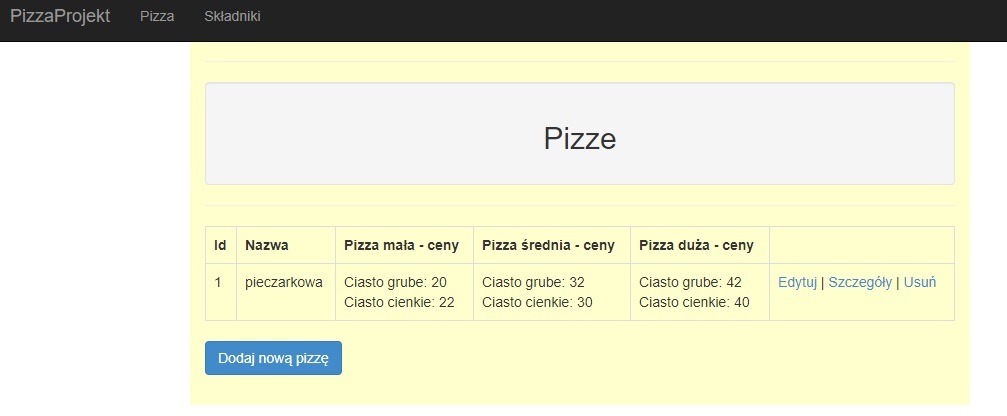 PizzaProjekt Pizza Składniki
Pizze
Id Nazwa Pizza mała - ceny Pizza średnia - ceny Pizza duża - ceny
1 pieczarkowa Ciasto grube: 20 Ciasto grube: 32 Ciasto grube: 42 Edytuj | Szczegóły | Usuń
Ciasto cienkie: 22 Ciasto cienkie: 30 Ciasto cienkie: 40
Dodaj nową pizzę